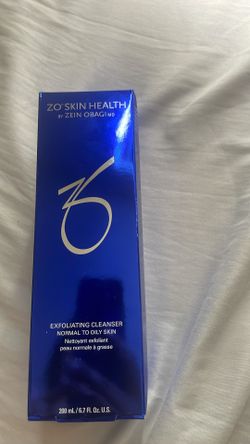 ZO® SKIN HEALTH
BY ZEIN OBAGI MD
EXFOLIATING CLEANSER
NORMAL TO OILY SKIN
Nettoyant exfoliant
peau normale à grasse
200 mL / 6.7 Fl. Oz. U.S.